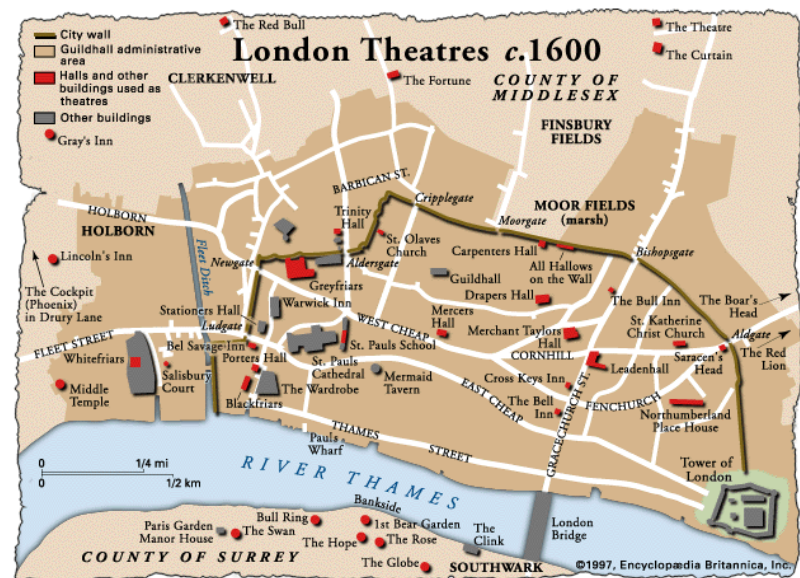 London Theatres c.1600
City wall
Guildhall administrative
area
Halls and other
buildings used as
theatres
Other buildings
The Red Bull
CLERKENWELL
The Fortune
COUNTY OF
MIDDLESEX
The Theatre
The Curtain
FINSBURY
FIELDS
Gray's Inn
BARBICAN ST.
Cripplegate
HOLBORN
HOLBORN
Trinity
Hall
St. Olaves
Church
Moorgate
MOOR FIELDS
(marsh)
Lincoln's Inn
Fleet Ditch
Newgate
Aldersgate
Carpenters Hall
All Hallows
on the Wall
Bishopsgate
The Cockpit
(Phoenix)
in Drury Lane
Greyfriars
Guildhall
Drapers Hall
The Bull Inn
The Boar's
Head
Stationers Hall
Warwick Inn
Ludgate
WEST CHEAP
Mercers
Hall
Merchant Taylors
Hall
St. Katherine
Christ Church
Aldgate
FLEET STREET
Bel Savage Inn
St. Pauls School
CORNHILL
Saracen's
Head
The Red
Lion
Whitefriars
Porters Hall
St. Pauls
Cathedral
Leadenhall
Middle
Temple
Salisbury
Court
The Wardrobe
Mermaid
Tavern
Cross Keys Inn
Blackfriars
EAST CHEAP
The Bell
Inn
GRACECHURCH ST.
FENCHURCH
Northumberland
Place House
Pauls
Wharf
THAMES
STREET
Tower of
London
0
1/4 mi
0
1/2 km
RIVER THAMES
Bankside
Paris Garden
Manor House
The Swan
Bull Ring
1st Bear Garden
The Hope
The Rose
The Globe
The
Clink
London
Bridge
COUNTY OF SURREY
SOUTHWARK
©1997, Encyclopædia Britannica, Inc.